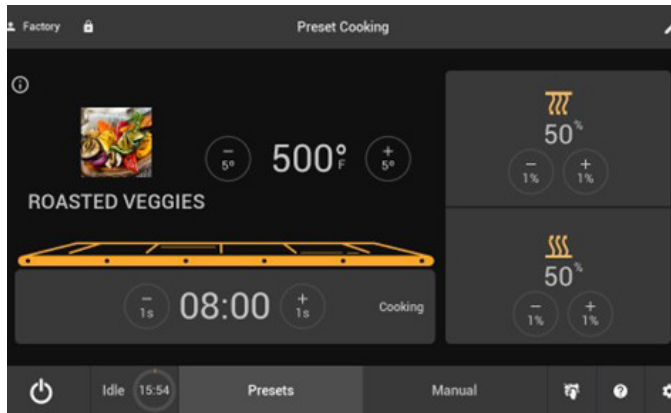 Factory
Preset Cooking
ROASTED VEGGIES
− 5°
500°F
+ 5°
50%
− 1%
+ 1%
50%
− 1%
+ 1%
− 1s
08:00
+ 1s
Cooking
Idle
15:54
Presets
Manual
?